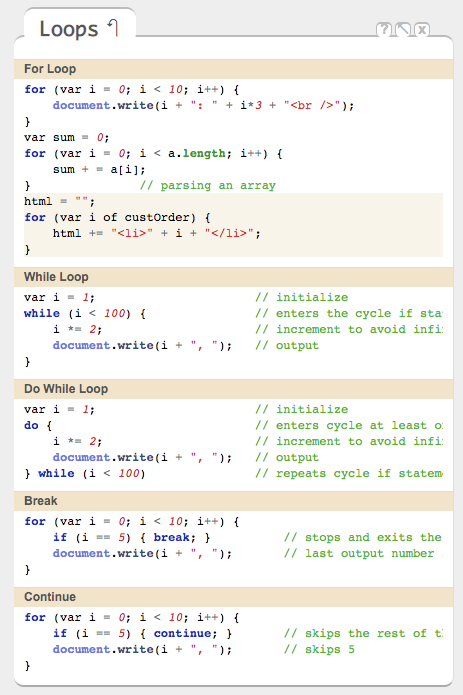 Loops
For Loop
for (var i = 0; i < 10; i++) {
    document.write(i + ": " + i*3 + "<br />");
}
var sum = 0;
for (var i = 0; i < a.length; i++) {
    sum + = a[i];
}               // parsing an array
html = "";
for (var i of custOrder) {
    html += "<li>" + i + "</li>";
}
While Loop
var i = 1;                      // initialize
while (i < 100) {               // enters the cycle if
    i *= 2;                     // increment to avoid
    document.write(i + ", ");   // output
}
Do While Loop
var i = 1;                      // initialize
do {                            // enters cycle at least
    i *= 2;                     // increment to avoid
    document.write(i + ", ");   // output
} while (i < 100)               // repeats cycle if
Break
for (var i = 0; i < 10; i++) {
    if (i == 5) { break; }          // stops and exits the
    document.write(i + ", ");       // last output number
}
Continue
for (var i = 0; i < 10; i++) {
    if (i == 5) { continue; }       // skips the rest of
    document.write(i + ", ");       // skips 5
}